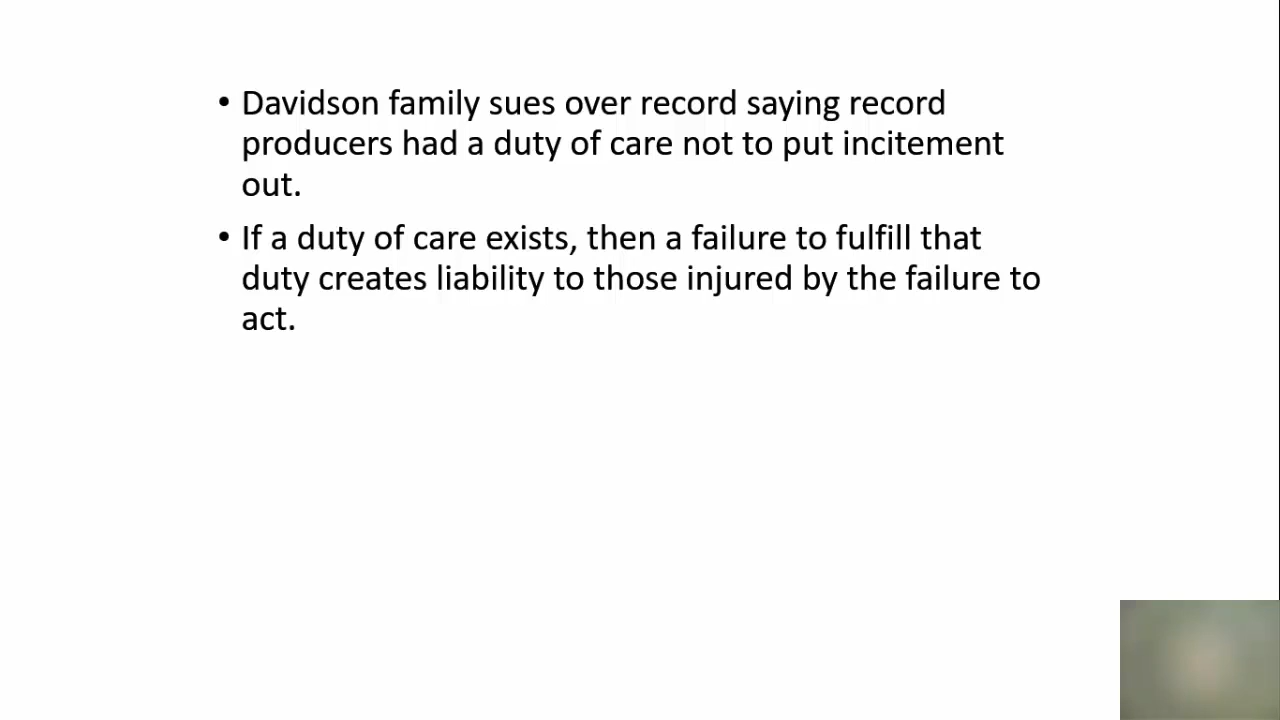 • Davidson family sues over record saying record
producers had a duty of care not to put incitement
out.
• If a duty of care exists, then a failure to fulfill that
duty creates liability to those injured by the failure to
act.